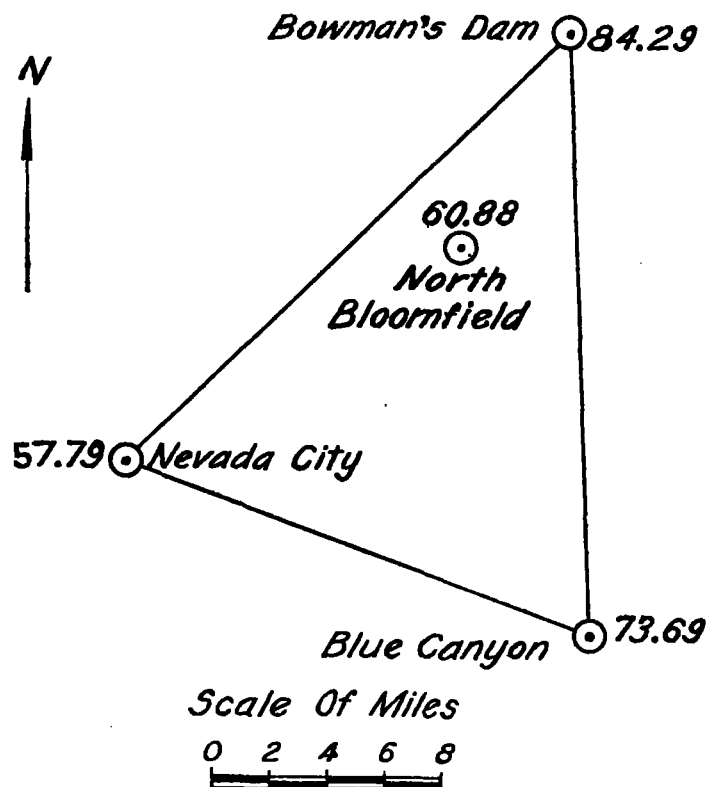 Bowman's Dam 84.29
N
60.88
North
Bloomfield
57.79 Nevada City
Blue Canyon 73.69
Scale Of Miles
0 2 4 6 8